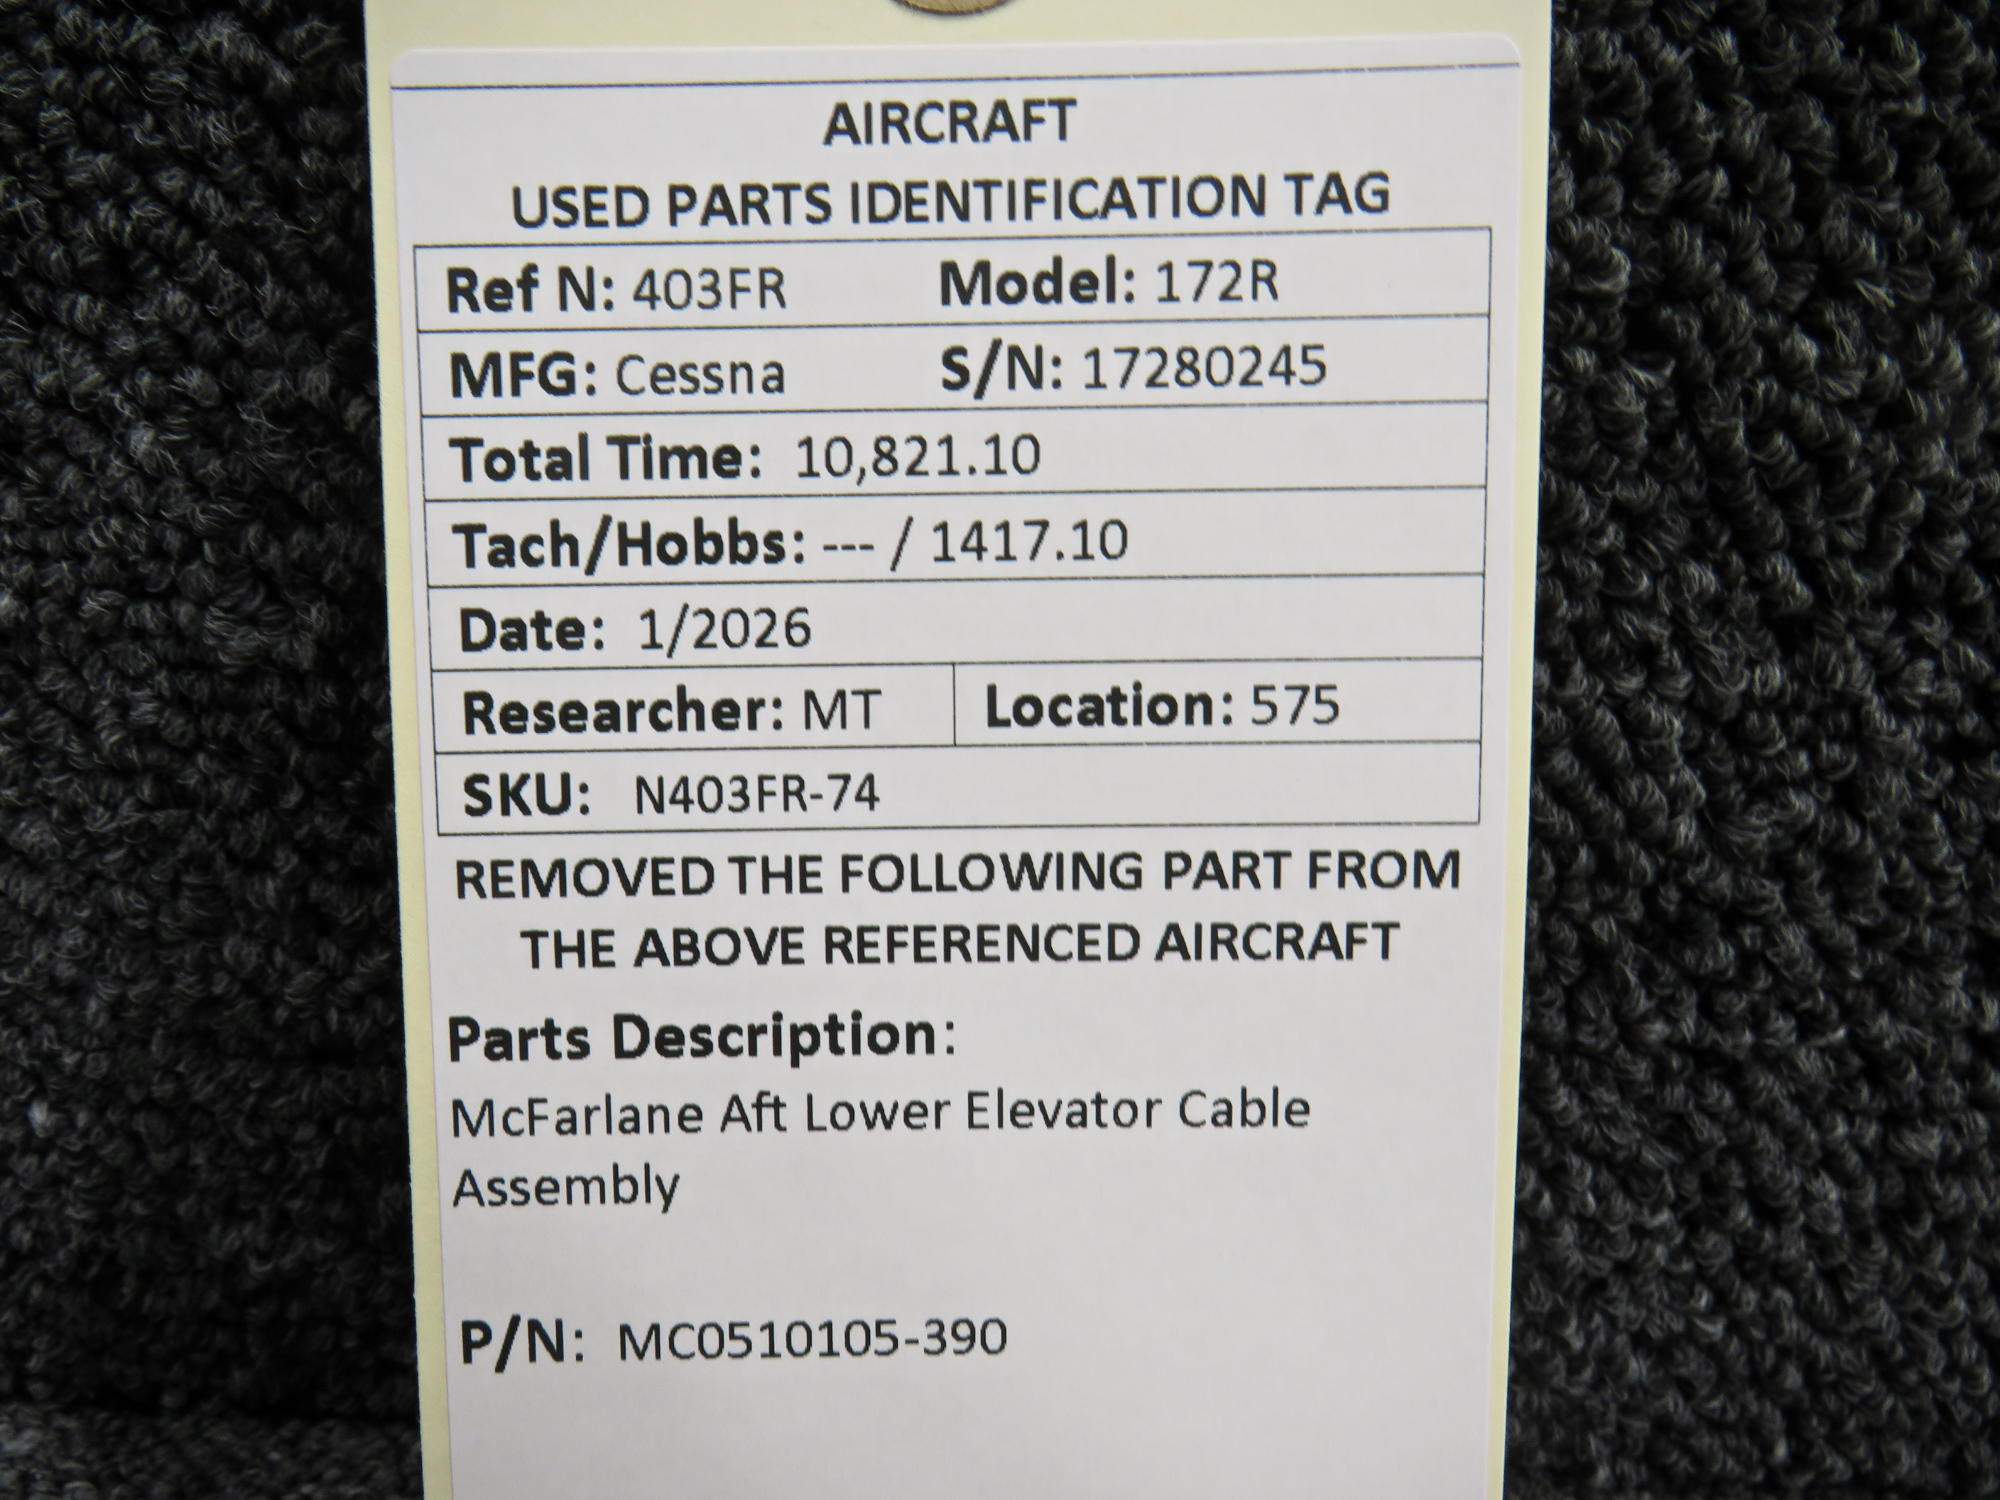 AIRCRAFT
USED PARTS IDENTIFICATION TAG
Ref N: 403FR Model: 172R
MFG: Cessna S/N: 17280245
Total Time: 10,821.10
Tach/Hobbs: --- / 1417.10
Date: 1/2026
Researcher: MT Location: 575
SKU: N403FR-74
REMOVED THE FOLLOWING PART FROM
THE ABOVE REFERENCED AIRCRAFT
Parts Description:
McFarlane Aft Lower Elevator Cable
Assembly
P/N: MC0510105-390